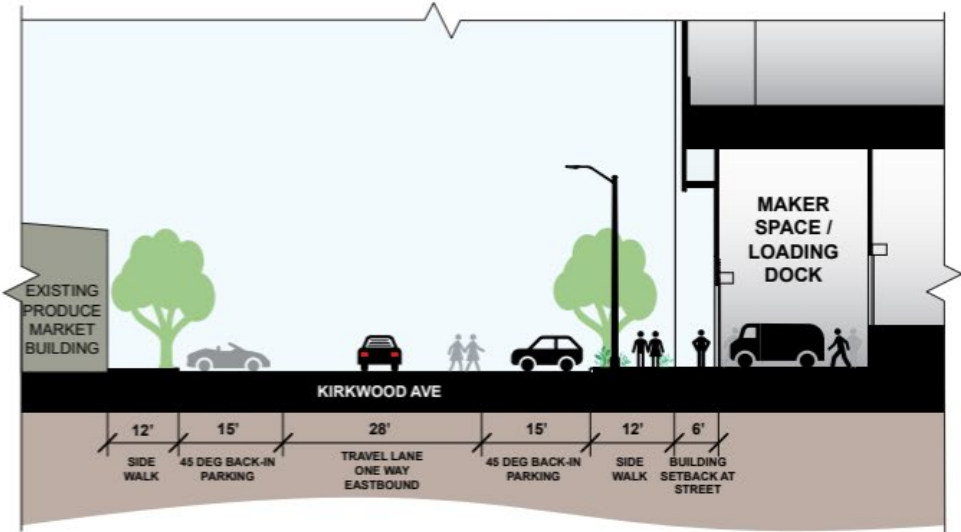 MAKER
SPACE /
LOADING
DOCK
EXISTING
PRODUCE
MARKET
BUILDING
KIRKWOOD AVE
12'
15'
28'
15'
12'
6'
SIDE
WALK
45 DEG BACK-IN
PARKING
TRAVEL LANE
ONE WAY
EASTBOUND
45 DEG BACK-IN
PARKING
SIDE
WALK
BUILDING
SETBACK AT
STREET